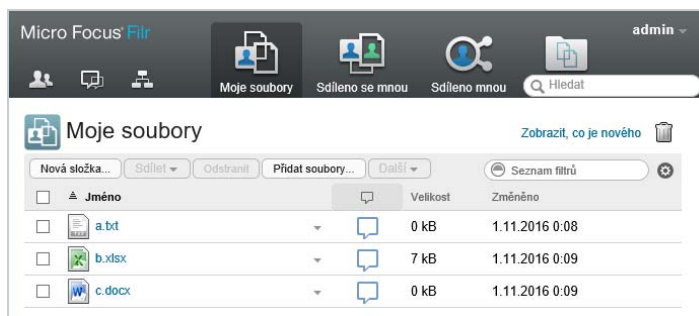 Micro Focus Filr
admin
Moje soubory
Sdíleno se mnou
Sdíleno mnou
Hledat
Moje soubory
Zobrazit, co je nového
Nová složka... Sdílet Odstranit Přidat soubory... Další Seznam filtrů
Jméno Velikost Změněno
a.txt 0 kB 1.11.2016 0:08
b.xlsx 7 kB 1.11.2016 0:09
c.docx 0 kB 1.11.2016 0:09